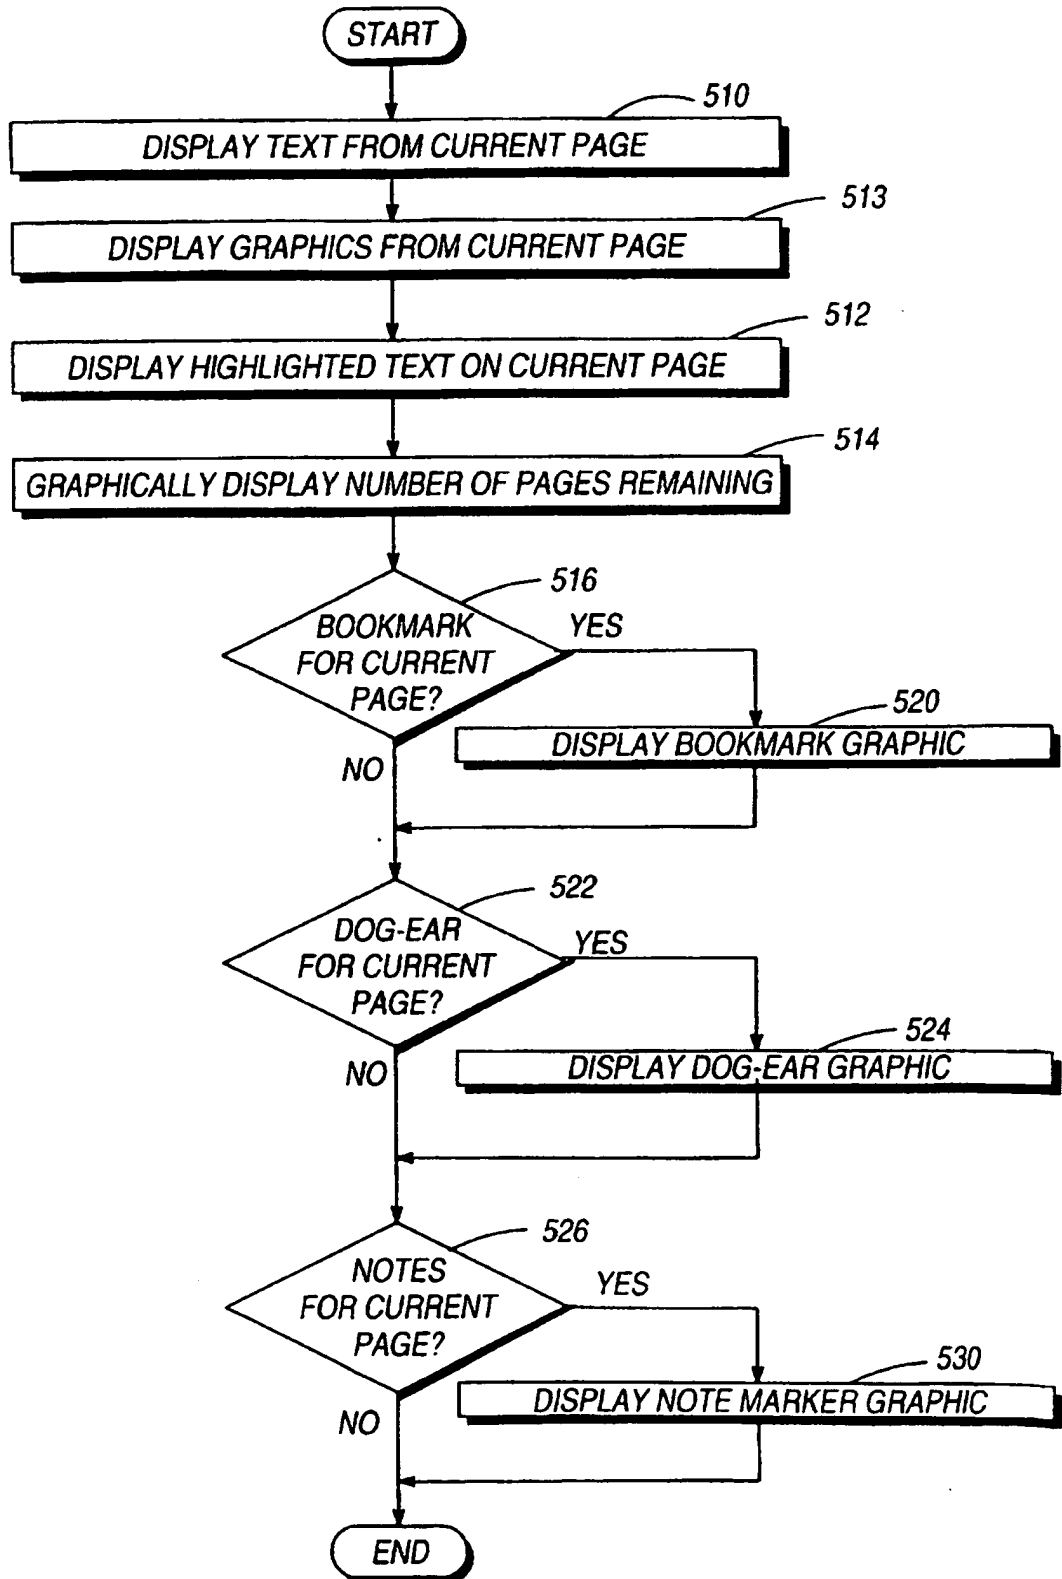 START
510
DISPLAY TEXT FROM CURRENT PAGE
513
DISPLAY GRAPHICS FROM CURRENT PAGE
512
DISPLAY HIGHLIGHTED TEXT ON CURRENT PAGE
514
GRAPHICALLY DISPLAY NUMBER OF PAGES REMAINING
516
BOOKMARK
FOR CURRENT
PAGE?
YES
520
DISPLAY BOOKMARK GRAPHIC
NO
522
DOG-EAR
FOR CURRENT
PAGE?
YES
524
DISPLAY DOG-EAR GRAPHIC
NO
526
NOTES
FOR CURRENT
PAGE?
YES
530
DISPLAY NOTE MARKER GRAPHIC
NO
END